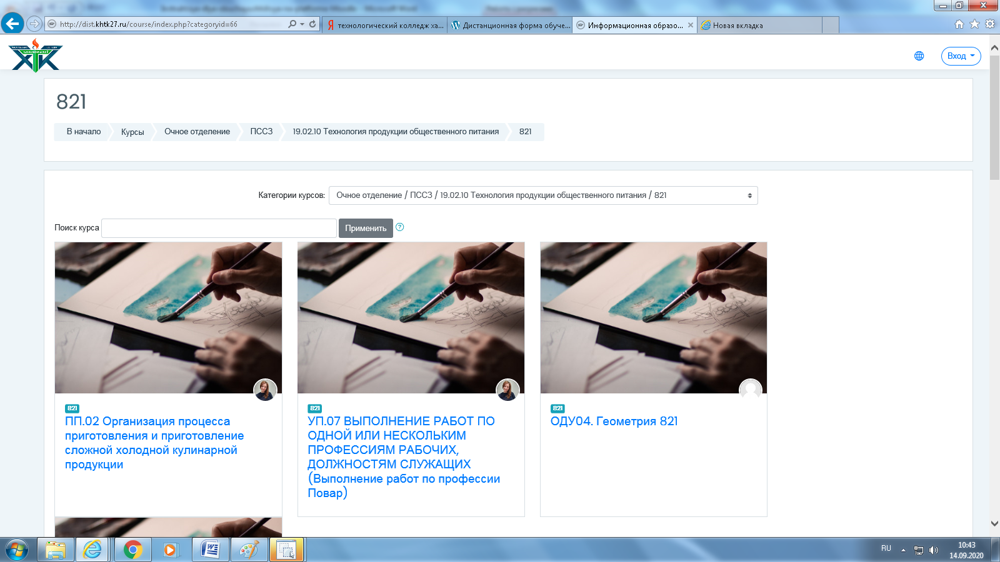 http://dist.khtk27.ru/course/index.php?categoryid=66
технологический колледж ха...
Дистанционная форма обуче...
Информационная образо...
Новая вкладка
ХТК
Вход
821
В начало
Курсы
Очное отделение
ПССЗ
19.02.10 Технология продукции общественного питания
821
Категории курсов:
Очное отделение / ПССЗ / 19.02.10 Технология продукции общественного питания / 821
Поиск курса
Применить
821
ПП.02 Организация процесса
приготовления и приготовление
сложной холодной кулинарной
продукции
821
УП.07 ВЫПОЛНЕНИЕ РАБОТ ПО
ОДНОЙ ИЛИ НЕСКОЛЬКИМ
ПРОФЕССИЯМ РАБОЧИХ,
ДОЛЖНОСТЯМ СЛУЖАЩИХ
(Выполнение работ по профессии
Повар)
821
ОДУ04. Геометрия 821
RU
10:43
14.09.2020